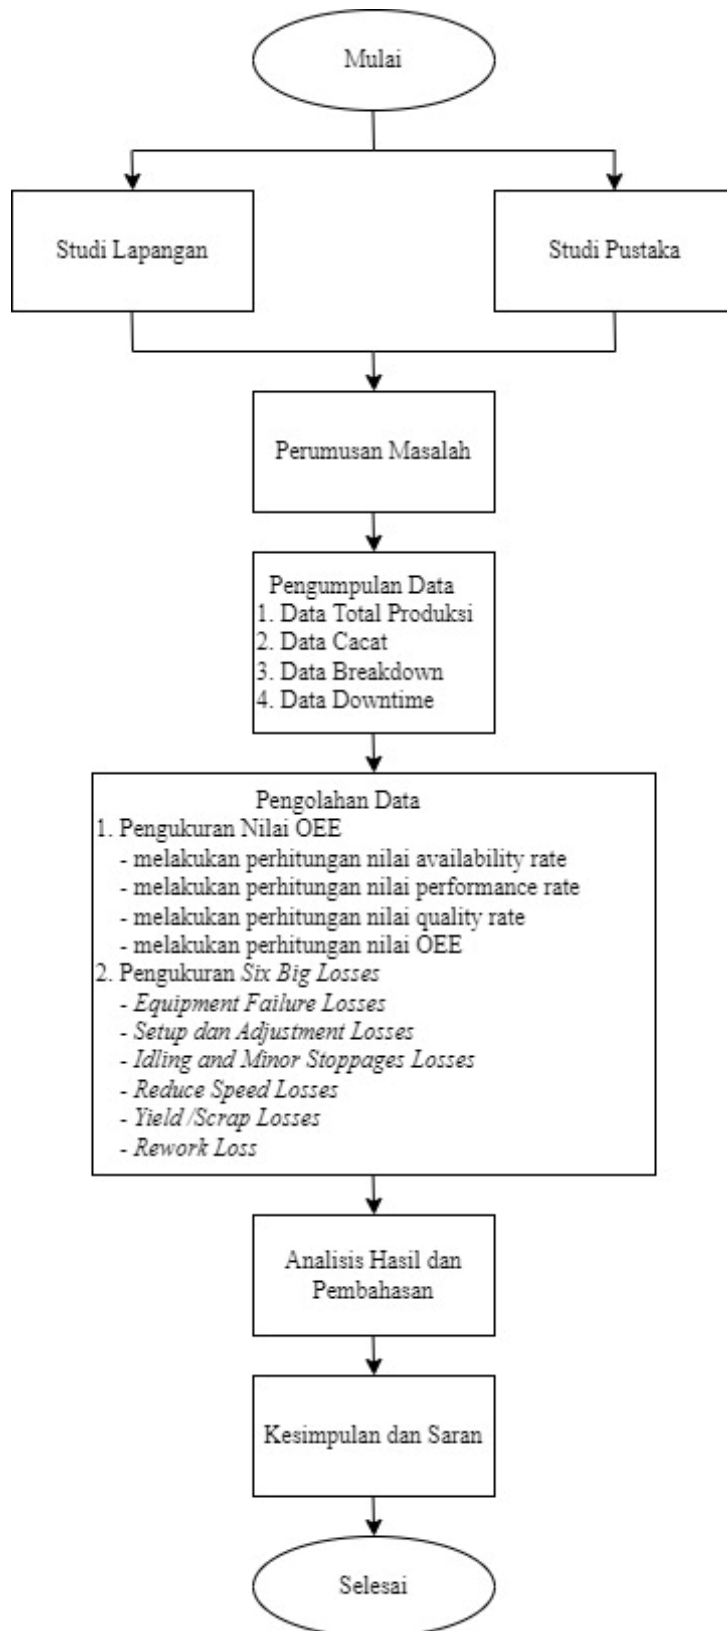 Mulai
Studi Lapangan
Studi Pustaka
Perumusan Masalah
Pengumpulan Data
1. Data Total Produksi
2. Data Cacat
3. Data Breakdown
4. Data Downtime
Pengolahan Data
1. Pengukuran Nilai OEE
- melakukan perhitungan nilai availability rate
- melakukan perhitungan nilai performance rate
- melakukan perhitungan nilai quality rate
- melakukan perhitungan nilai OEE
2. Pengukuran Six Big Losses
- Equipment Failure Losses
- Setup dan Adjustment Losses
- Idling and Minor Stoppages Losses
- Reduce Speed Losses
- Yield /Scrap Losses
- Rework Loss
Analisis Hasil dan
Pembahasan
Kesimpulan dan Saran
Selesai